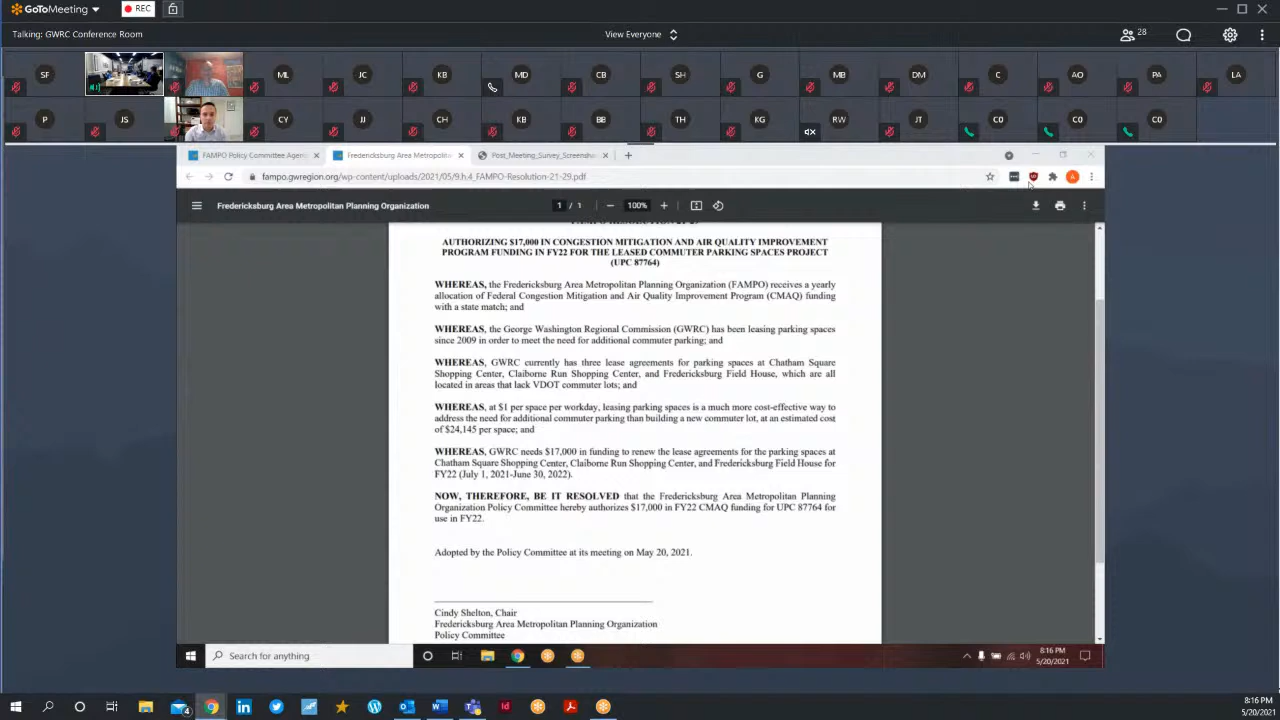 GoToMeeting
REC
Talking: GWRC Conference Room
View Everyone
28
SF
ML
JC
KB
MD
CB
SH
G
MB
DM
C
AO
PA
LA
P
JS
CY
JJ
CH
KB
BB
TH
KG
RW
JT
C0
C0
C0
FAMPO Policy Committee Agen
Fredericksburg Area Metropolita
Post_Meeting_Survey_Screensho
fampo.gwregion.org/wp-content/uploads/2021/05/9.h.4_FAMPO-Resolution-21-29.pdf
Fredericksburg Area Metropolitan Planning Organization
1 / 1
100%
AUTHORIZING $17,000 IN CONGESTION MITIGATION AND AIR QUALITY IMPROVEMENT
PROGRAM FUNDING IN FY22 FOR THE LEASED COMMUTER PARKING SPACES PROJECT
(UPC 87764)
WHEREAS, the Fredericksburg Area Metropolitan Planning Organization (FAMPO) receives a yearly
allocation of Federal Congestion Mitigation and Air Quality Improvement Program (CMAQ) funding
with a state match; and
WHEREAS, the George Washington Regional Commission (GWRC) has been leasing parking spaces
since 2009 in order to meet the need for additional commuter parking; and
WHEREAS, GWRC currently has three lease agreements for parking spaces at Chatham Square
Shopping Center, Claiborne Run Shopping Center, and Fredericksburg Field House, which are all
located in areas that lack VDOT commuter lots; and
WHEREAS, at $1 per space per workday, leasing parking spaces is a much more cost-effective way to
address the need for additional commuter parking than building a new commuter lot, at an estimated cost
of $24,145 per space; and
WHEREAS, GWRC needs $17,000 in funding to renew the lease agreements for the parking spaces at
Chatham Square Shopping Center, Claiborne Run Shopping Center, and Fredericksburg Field House for
FY22 (July 1, 2021-June 30, 2022).
NOW, THEREFORE, BE IT RESOLVED that the Fredericksburg Area Metropolitan Planning
Organization Policy Committee hereby authorizes $17,000 in FY22 CMAQ funding for UPC 87764 for
use in FY22.
Adopted by the Policy Committee at its meeting on May 20, 2021.
Cindy Shelton, Chair
Fredericksburg Area Metropolitan Planning Organization
Policy Committee
Search for anything
8:16 PM
5/20/2021
8:16 PM
5/20/2021